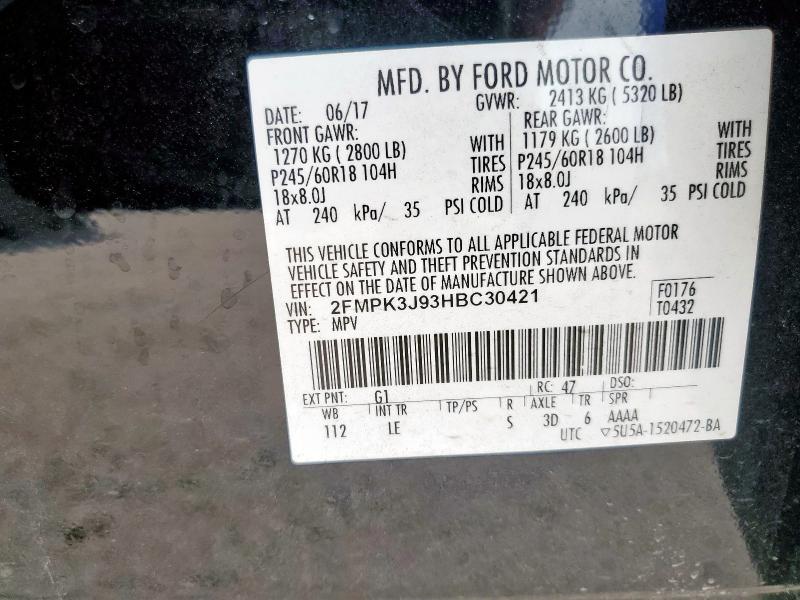 MFD. BY FORD MOTOR CO.
DATE: 06/17 GVWR: 2413 KG ( 5320 LB)
FRONT GAWR: REAR GAWR:
1270 KG ( 2800 LB) WITH 1179 KG ( 2600 LB) WITH
P245/60R18 104H TIRES P245/60R18 104H TIRES
18x8.0J RIMS 18x8.0J RIMS
AT 240 kPa/ 35 PSI COLD AT 240 kPa/ 35 PSI COLD
THIS VEHICLE CONFORMS TO ALL APPLICABLE FEDERAL MOTOR
VEHICLE SAFETY AND THEFT PREVENTION STANDARDS IN
EFFECT ON THE DATE OF MANUFACTURE SHOWN ABOVE.
VIN: 2FMPK3J93HBC30421 F0176
TYPE: MPV T0432
EXT PNT: G1 RC: 47 DSO:
WB INT TR TP/PS R AXLE TR SPR
112 LE S 3D 6 AAAA
UTC ▽5U5A-1520472-BA